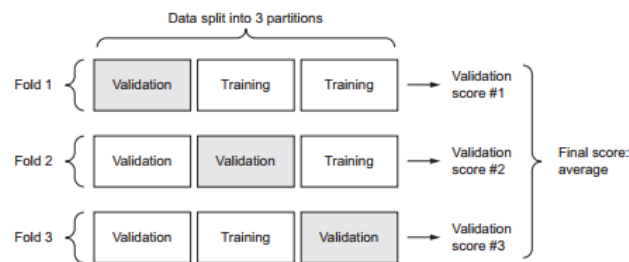 Data split into 3 partitions
Fold 1 Validation Training Training Validation
score #1
Fold 2 Validation Validation Training Validation
score #2
Final score:
average
Fold 3 Validation Training Validation Validation
score #3